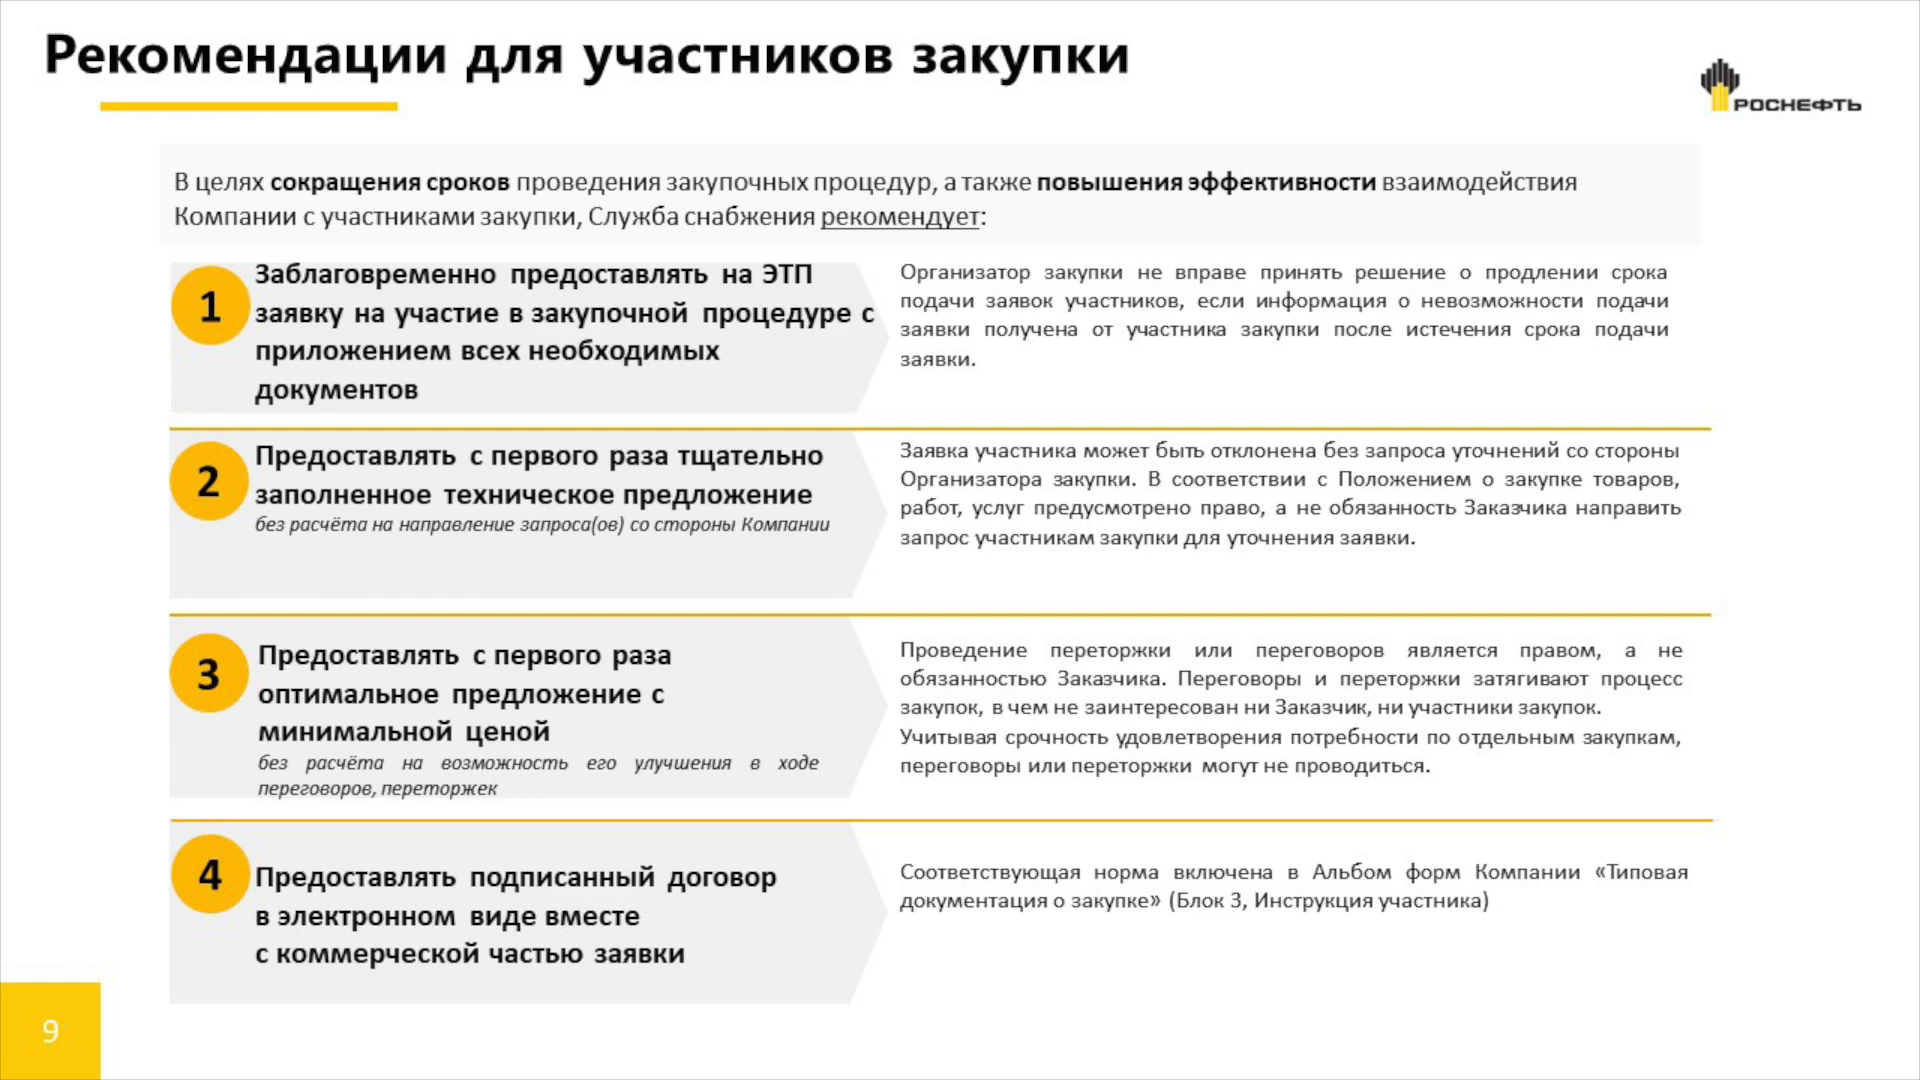 Рекомендации для участников закупки
РОСНЕФТЬ
В целях сокращения сроков проведения закупочных процедур, а также повышения эффективности взаимодействия
Компании с участниками закупки, Служба снабжения рекомендует:
1
Заблаговременно предоставлять на ЭТП
заявку на участие в закупочной процедуре с
приложением всех необходимых
документов
Организатор закупки не вправе принять решение о продлении срока
подачи заявок участников, если информация о невозможности подачи
заявки получена от участника закупки после истечения срока подачи
заявки.
2
Предоставлять с первого раза тщательно
заполненное техническое предложение
без расчёта на направление запроса(ов) со стороны Компании
Заявка участника может быть отклонена без запроса уточнений со стороны
Организатора закупки. В соответствии с Положением о закупке товаров,
работ, услуг предусмотрено право, а не обязанность Заказчика направить
запрос участникам закупки для уточнения заявки.
3
Предоставлять с первого раза
оптимальное предложение с
минимальной ценой
без расчёта на возможность его улучшения в ходе
переговоров, переторжек
Проведение переторжки или переговоров является правом, а не
обязанностью Заказчика. Переговоры и переторжки затягивают процесс
закупок, в чем не заинтересован ни Заказчик, ни участники закупок.
Учитывая срочность удовлетворения потребности по отдельным закупкам,
переговоры или переторжки могут не проводиться.
4
Предоставлять подписанный договор
в электронном виде вместе
с коммерческой частью заявки
Соответствующая норма включена в Альбом форм Компании «Типовая
документация о закупке» (Блок 3, Инструкция участника)
9